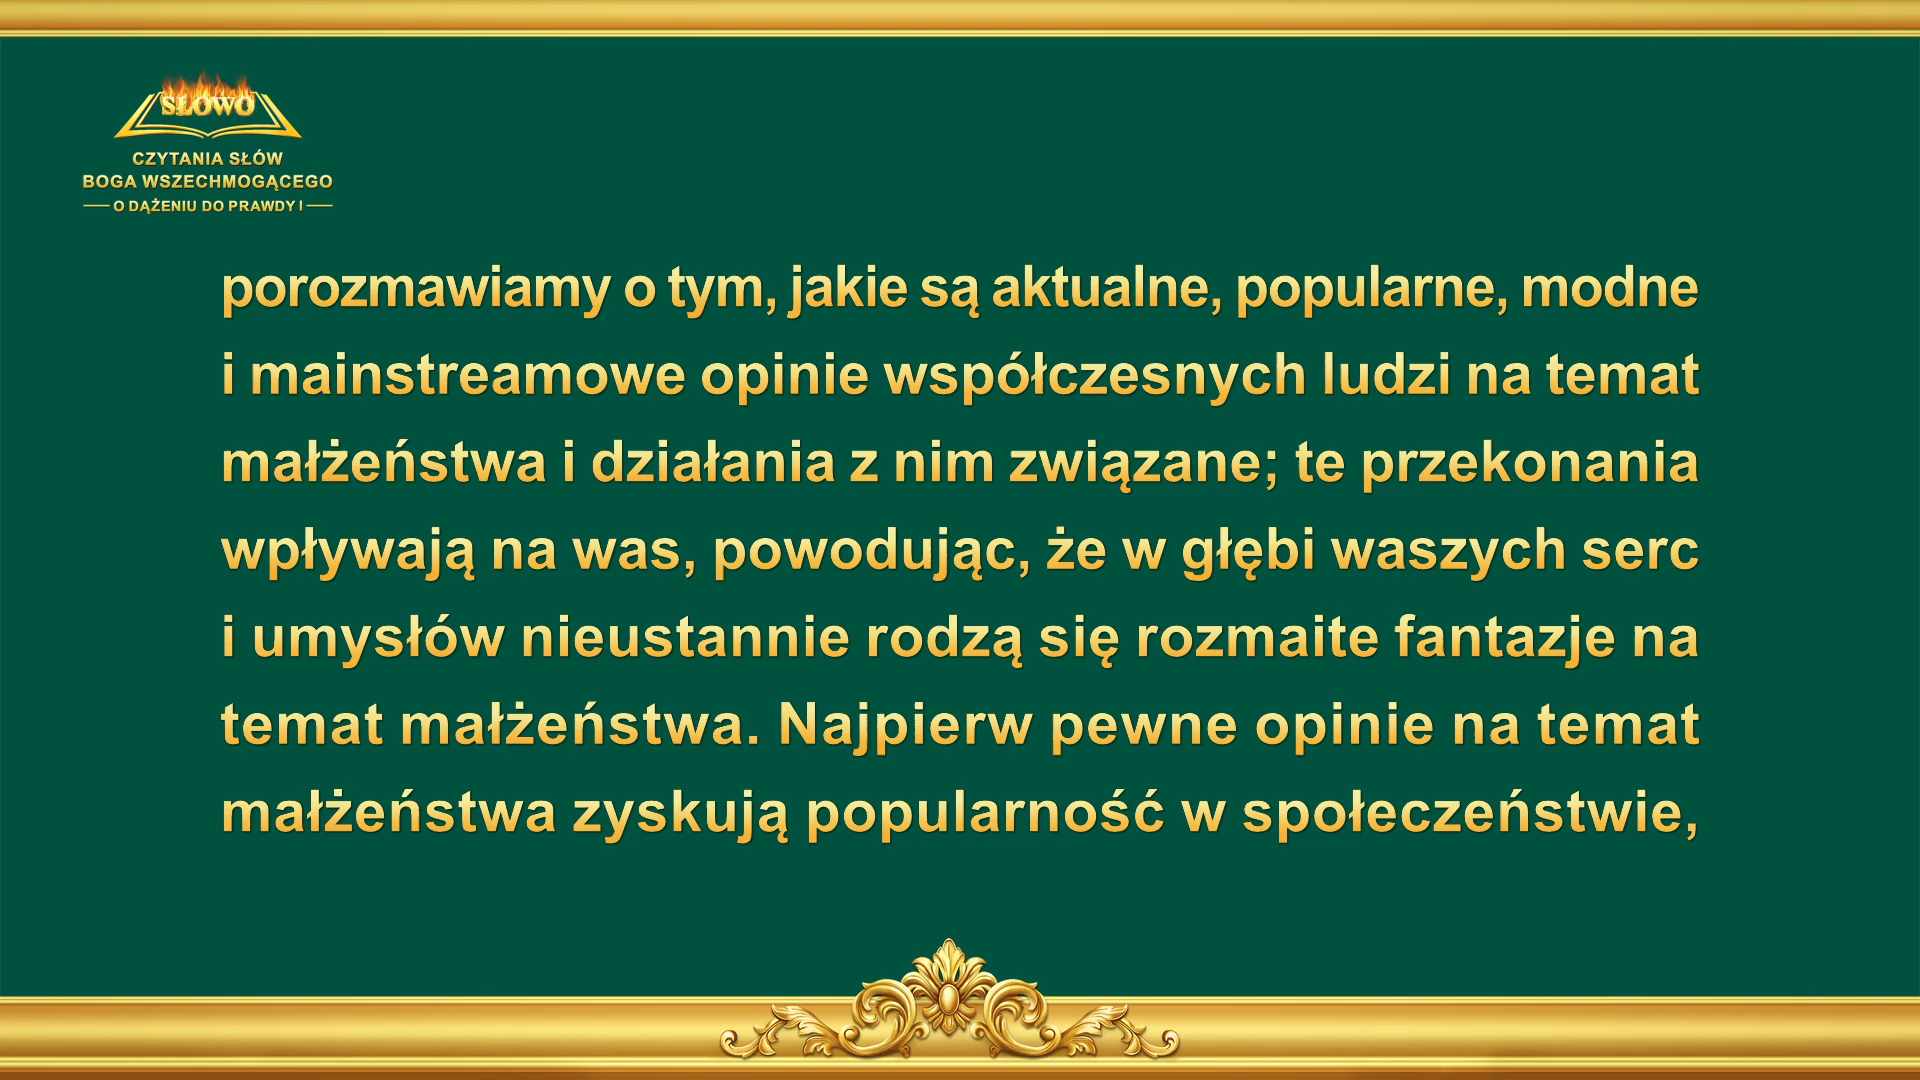 SŁOWO
CZYTANIA SŁÓW
BOGA WSZECHMOGĄCEGO
O DĄŻENIU DO PRAWDY I
porozmawiamy o tym, jakie są aktualne, popularne, modne
i mainstreamowe opinie współczesnych ludzi na temat
małżeństwa i działania z nim związane; te przekonania
wpływają na was, powodując, że w głębi waszych serc
i umysłów nieustannie rodzą się rozmaite fantazje na
temat małżeństwa. Najpierw pewne opinie na temat
małżeństwa zyskują popularność w społeczeństwie,